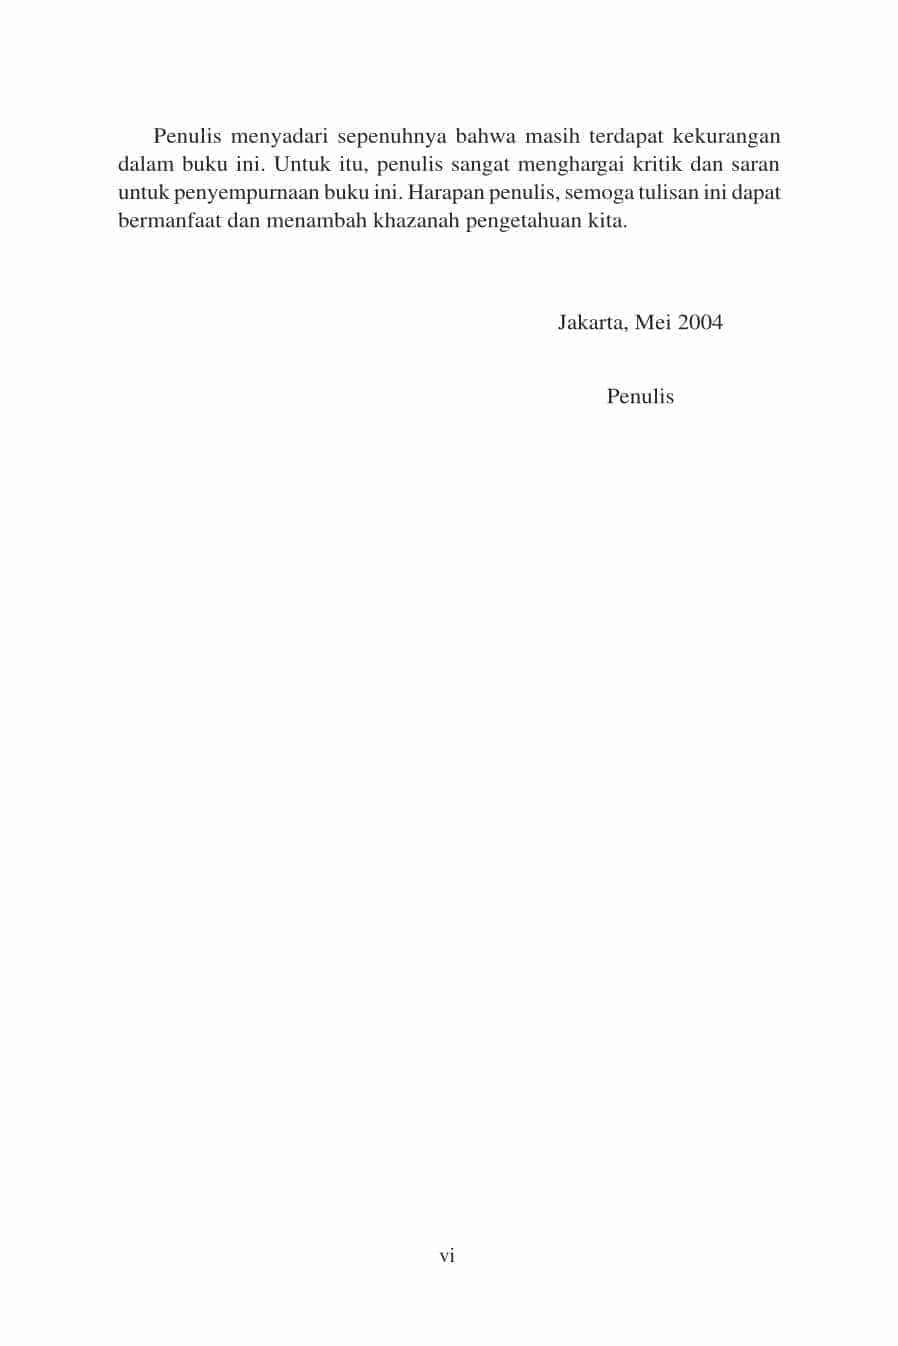 Penulis menyadari sepenuhnya bahwa masih terdapat kekurangan
dalam buku ini. Untuk itu, penulis sangat menghargai kritik dan saran
untuk penyempurnaan buku ini. Harapan penulis, semoga tulisan ini dapat
bermanfaat dan menambah khazanah pengetahuan kita.
Jakarta, Mei 2004
Penulis
vi